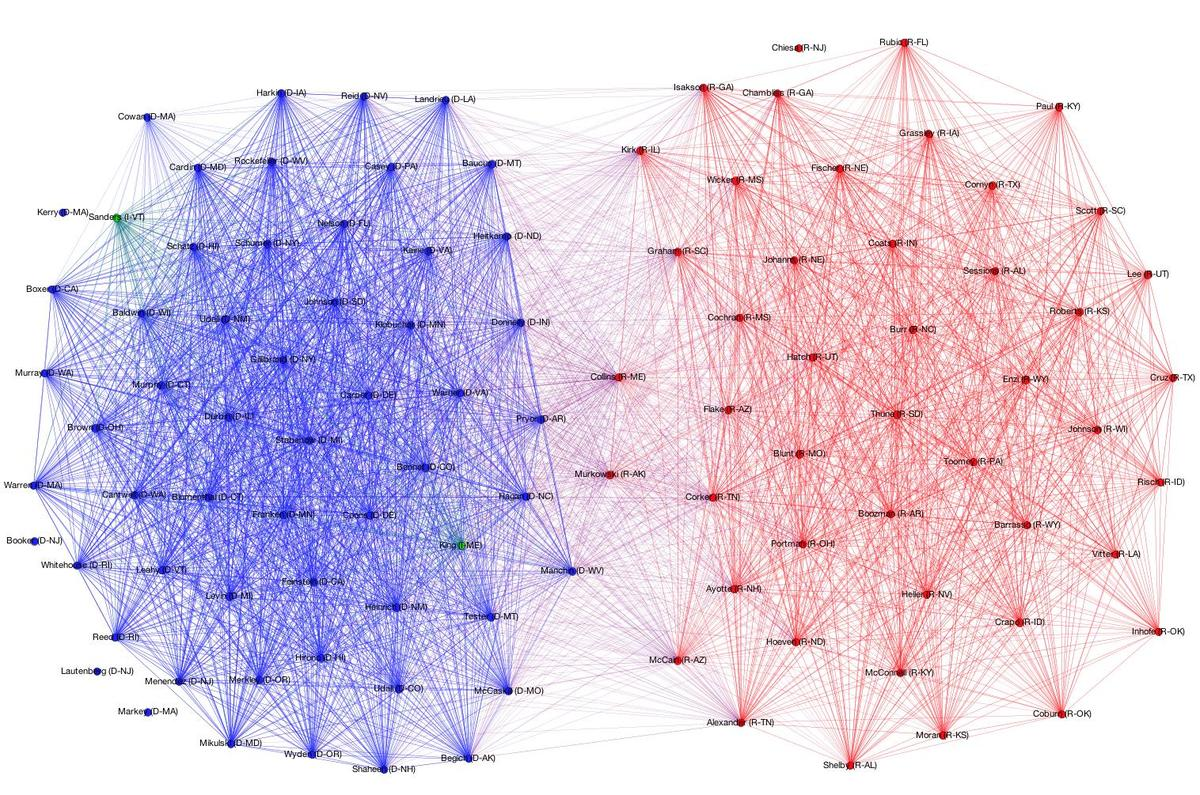 Rubio (R-FL)
Chiesa (R-NJ)
Isakson (R-GA)
Chambliss (R-GA)
Harkin (D-IA)
Reid (D-NV)
Landrieu (D-LA)
Paul (R-KY)
Cowan (D-MA)
Grassley (R-IA)
Kirk (R-IL)
Rockefeller (D-WV)
Cardin (D-MD)
Casey (D-PA)
Baucus (D-MT)
Fischer (R-NE)
Wicker (R-MS)
Cornyn (R-TX)
Kerry (D-MA)
Sanders (I-VT)
Scott (R-SC)
Nelson (D-FL)
Heitkamp (D-ND)
Schatz (D-HI)
Schumer (D-NY)
Kaine (D-VA)
Graham (R-SC)
Coats (R-IN)
Johanns (R-NE)
Sessions (R-AL)
Lee (R-UT)
Boxer (D-CA)
Johnson (D-SD)
Baldwin (D-WI)
Udall (D-NM)
Klobuchar (D-MN)
Donnelly (D-IN)
Cochran (R-MS)
Roberts (R-KS)
Burr (R-NC)
Gillibrand (D-NY)
Hatch (R-UT)
Murray (D-WA)
Collins (R-ME)
Enzi (R-WY)
Cruz (R-TX)
Murphy (D-CT)
Carper (D-DE)
Warner (D-VA)
Flake (R-AZ)
Durbin (D-IL)
Pryor (D-AR)
Thune (R-SD)
Brown (D-OH)
Johnson (R-WI)
Stabenow (D-MI)
Blunt (R-MO)
Bennet (D-CO)
Toomey (R-PA)
Murkowski (R-AK)
Warren (D-MA)
Risch (R-ID)
Cantwell (D-WA)
Blumenthal (D-CT)
Hagan (D-NC)
Corker (R-TN)
Franken (D-MN)
Coons (D-DE)
Boozman (R-AR)
Barrasso (R-WY)
Booker (D-NJ)
King (I-ME)
Portman (R-OH)
Vitter (R-LA)
Whitehouse (D-RI)
Leahy (D-VT)
Manchin (D-WV)
Feinstein (D-CA)
Ayotte (R-NH)
Levin (D-MI)
Heller (R-NV)
Heinrich (D-NM)
Tester (D-MT)
Crapo (R-ID)
Reed (D-RI)
Inhofe (R-OK)
Hoeven (R-ND)
Hirono (D-HI)
McCain (R-AZ)
Lautenberg (D-NJ)
McConnell (R-KY)
Menendez (D-NJ)
Merkley (D-OR)
Udall (D-CO)
McCaskill (D-MO)
Markey (D-MA)
Coburn (R-OK)
Alexander (R-TN)
Moran (R-KS)
Mikulski (D-MD)
Wyden (D-OR)
Begich (D-AK)
Shelby (R-AL)
Shaheen (D-NH)